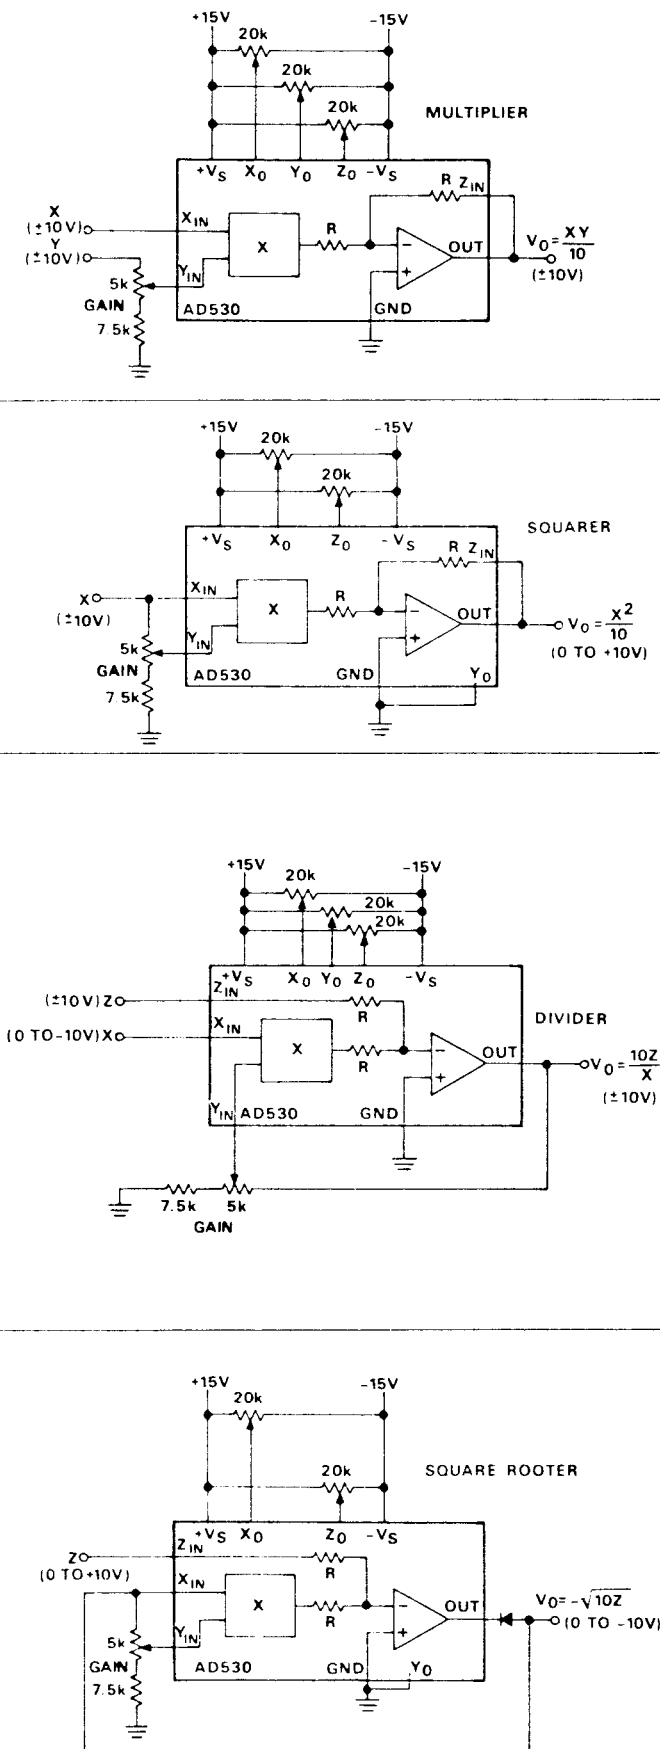 +15V
-15V
20k
20k
20k
MULTIPLIER
+VS X0 Y0 Z0 -VS
R ZIN
X
(±10V)
XIN
Y
(±10V)
X
R
-
+
OUT
V0 = XY/10
(±10V)
YIN
5k
GAIN
7.5k
AD530
GND
+15V
-15V
20k
20k
SQUARER
+VS X0 Z0 -VS
R ZIN
X
(±10V)
XIN
X
R
-
+
OUT
V0 = X²/10
(0 TO +10V)
YIN
5k
GAIN
7.5k
AD530
GND
Y0
+15V
-15V
20k
20k
20k
+VS X0 Y0 Z0 -VS
(±10V) Z
ZIN
R
DIVIDER
(0 TO -10V) X
XIN
X
R
-
+
OUT
V0 = 10Z/X
(±10V)
YIN
AD530
GND
7.5k
5k
GAIN
+15V
-15V
20k
20k
SQUARE ROOTER
+VS X0 Z0 -VS
Z
(0 TO +10V)
ZIN
R
XIN
X
R
-
+
OUT
V0 = -√10Z
(0 TO -10V)
YIN
5k
GAIN
7.5k
AD530
GND
Y0